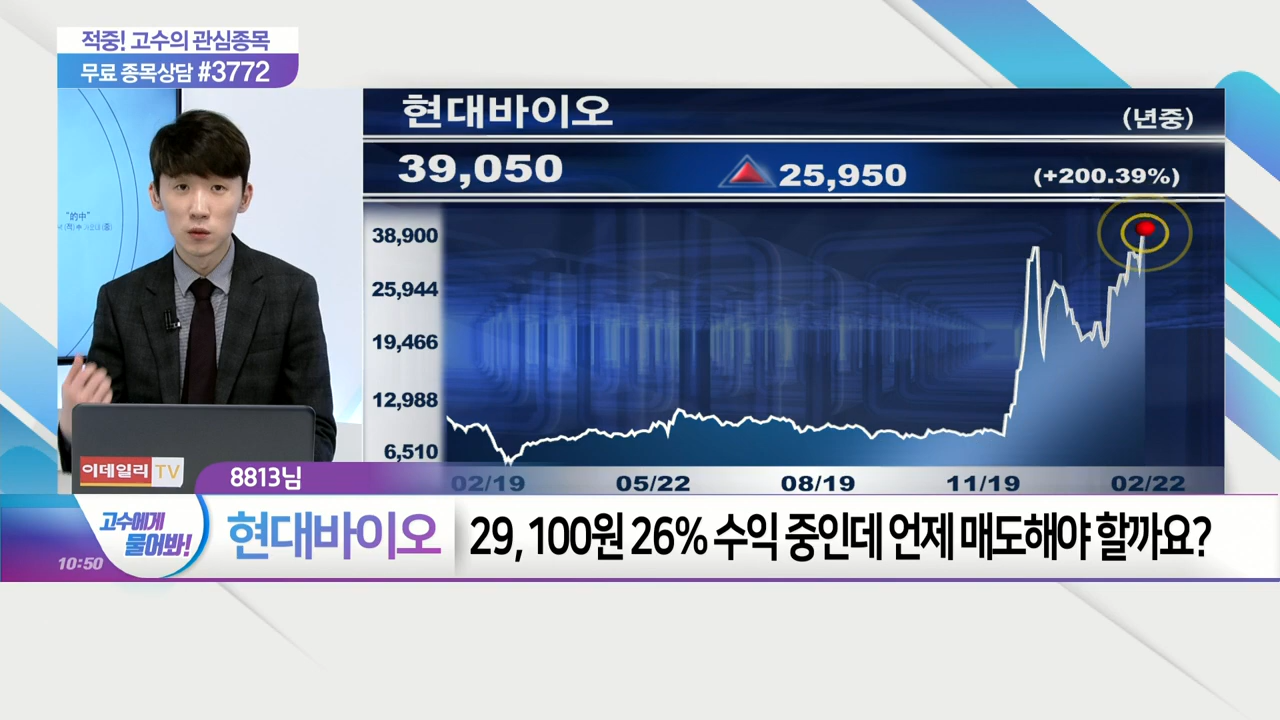 적중! 고수의 관심종목
무료 종목상담 #3772
"的中"
현대바이오 (년중)
39,050 25,950 (+200.39%)
38,900
25,944
19,466
12,988
6,510
02/19 05/22 08/19 11/19 02/22
이데일리 TV
8813님
고수에게
물어봐!
10:50
현대바이오 29,100원 26% 수익 중인데 언제 매도해야 할까요?